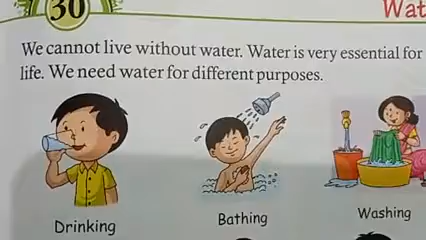 30
Wat
We cannot live without water. Water is very essential for
life. We need water for different purposes.
Drinking
Bathing
Washing